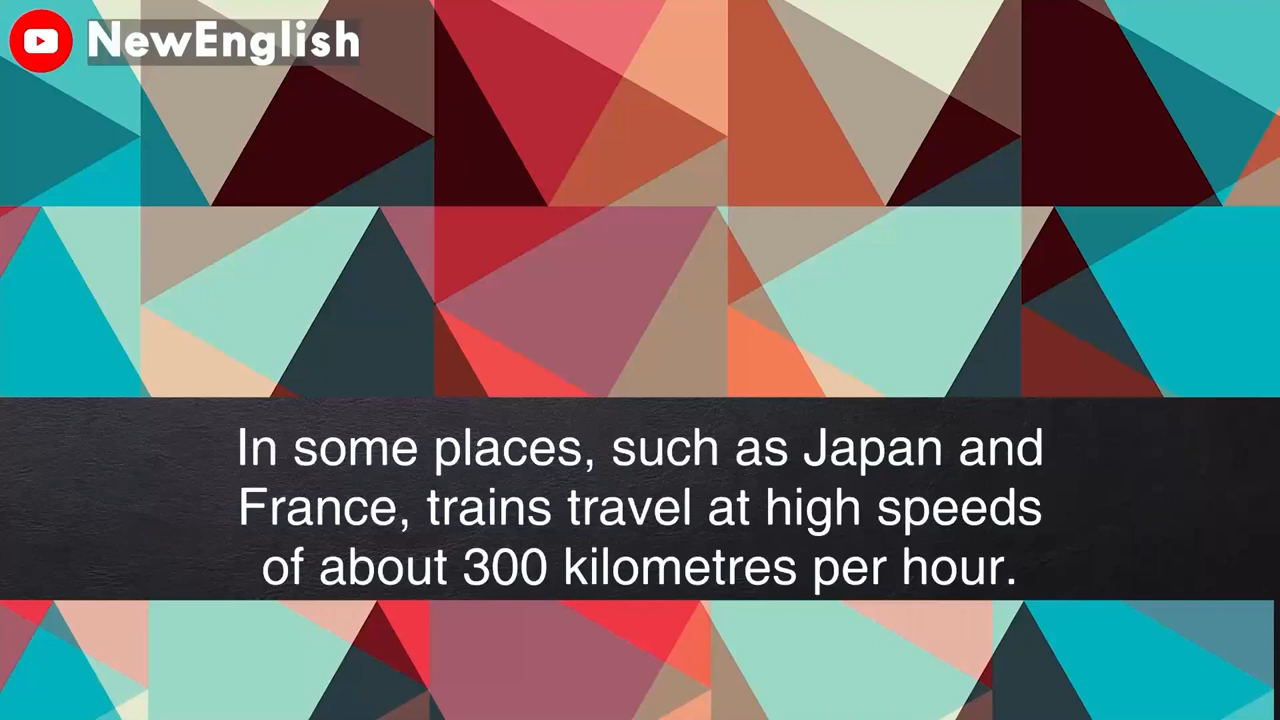 NewEnglish
In some places, such as Japan and
France, trains travel at high speeds
of about 300 kilometres per hour.